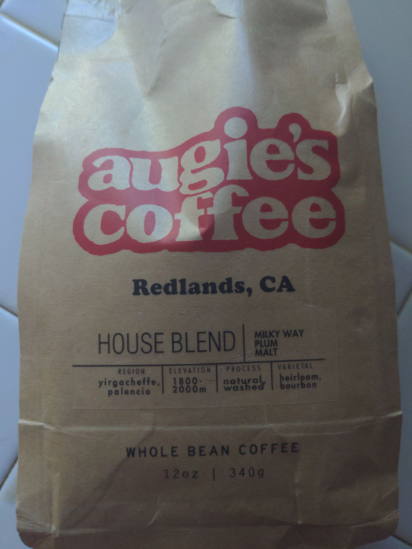 augie's
coffee
Redlands, CA
HOUSE BLEND
MILKY WAY
PLUM
MALT
REGION
yirgacheffe,
palencia
ELEVATION
1800-
2000m
PROCESS
natural,
washed
VARIETAL
heirloom,
bourbon
WHOLE BEAN COFFEE
12oz | 340g